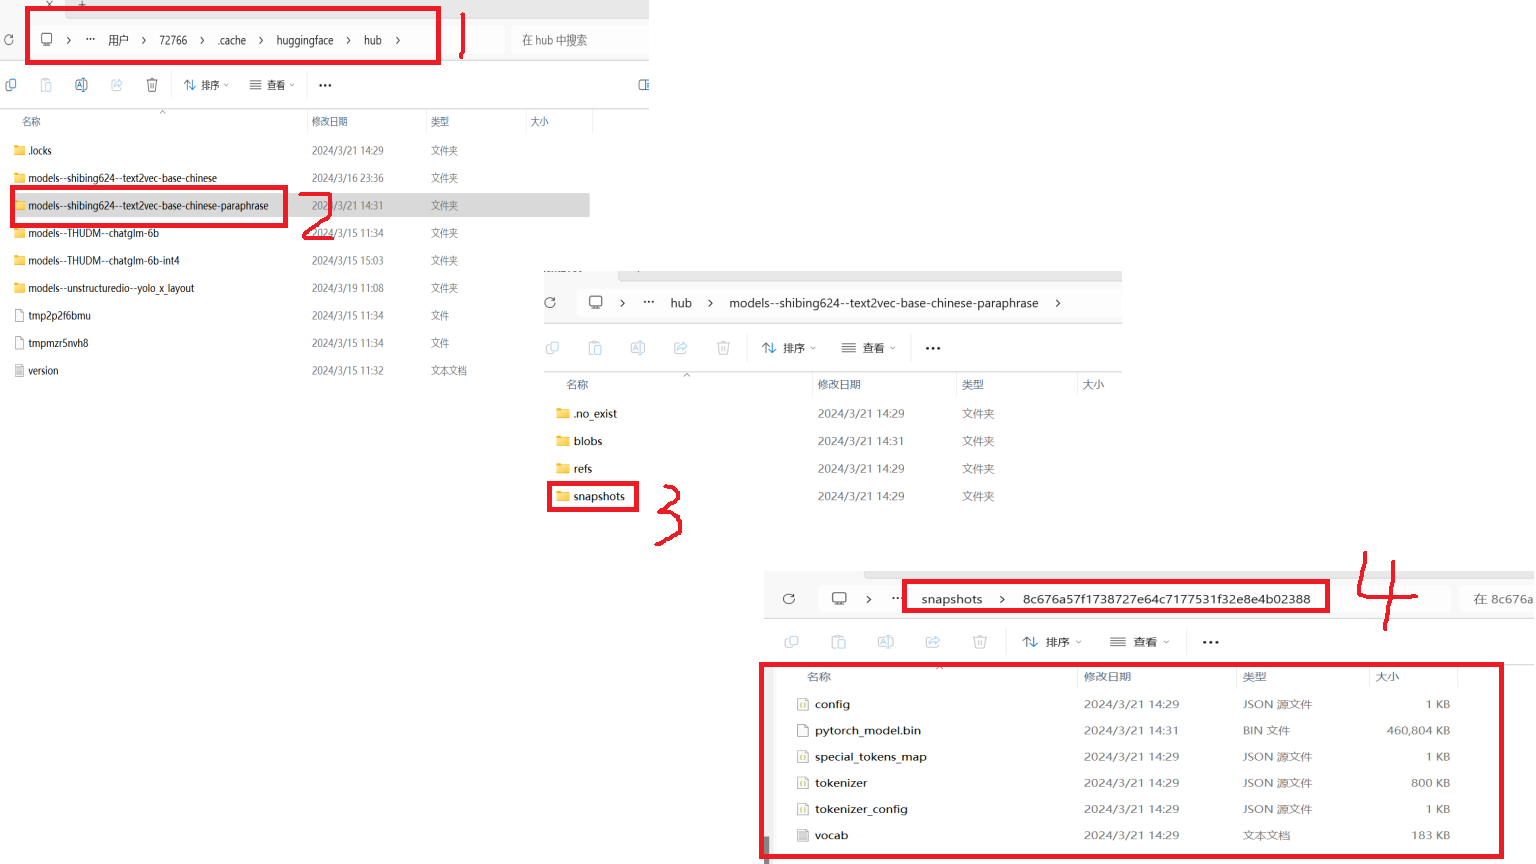 用户 72766 .cache huggingface hub
在 hub 中搜索
1
排序 查看
名称 修改日期 类型 大小
.locks 2024/3/21 14:29 文件夹
models--shibing624--text2vec-base-chinese 2024/3/16 23:36 文件夹
models--shibing624--text2vec-base-chinese-paraphrase 2024/3/21 14:31 文件夹
2
models--THUDM--chatglm-6b 2024/3/15 11:34 文件夹
models--THUDM--chatglm-6b-int4 2024/3/15 15:03 文件夹
models--unstructuredio--yolo_x_layout 2024/3/19 11:08 文件夹
tmp2p2f6bmu 2024/3/15 11:34 文件
tmpmzr5nvh8 2024/3/15 11:34 文件
version 2024/3/15 11:32 文本文档
hub models--shibing624--text2vec-base-chinese-paraphrase
排序 查看
名称 修改日期 类型 大小
.no_exist 2024/3/21 14:29 文件夹
blobs 2024/3/21 14:31 文件夹
refs 2024/3/21 14:29 文件夹
snapshots 2024/3/21 14:29 文件夹
3
snapshots 8c676a57f1738727e64c7177531f32e8e4b02388
在 8c676a
4
排序 查看
名称 修改日期 类型 大小
config 2024/3/21 14:29 JSON 源文件 1 KB
pytorch_model.bin 2024/3/21 14:31 BIN 文件 460,804 KB
special_tokens_map 2024/3/21 14:29 JSON 源文件 1 KB
tokenizer 2024/3/21 14:29 JSON 源文件 800 KB
tokenizer_config 2024/3/21 14:29 JSON 源文件 1 KB
vocab 2024/3/21 14:29 文本文档 183 KB